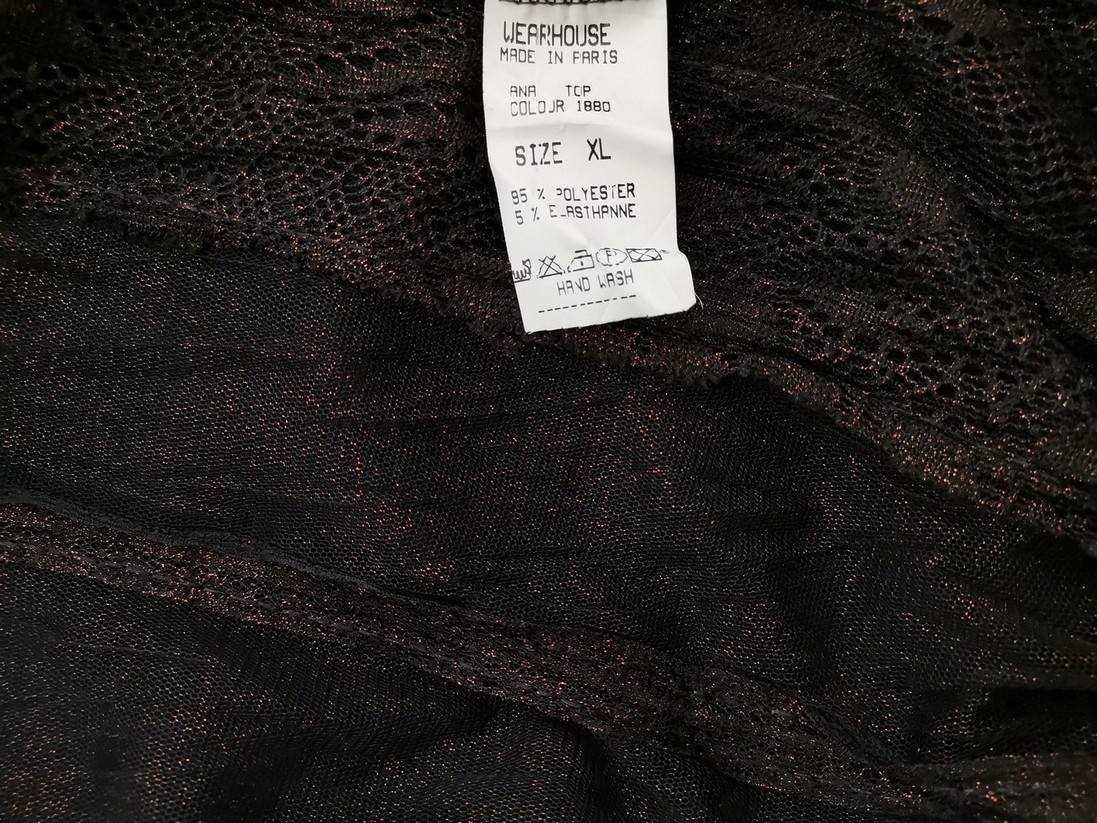 WEARHOUSE
MADE IN PARIS
ANA TOP
COLOUR 1880
SIZE XL
95 % POLYESTER
5 % ELASTHANNE
HAND WASH